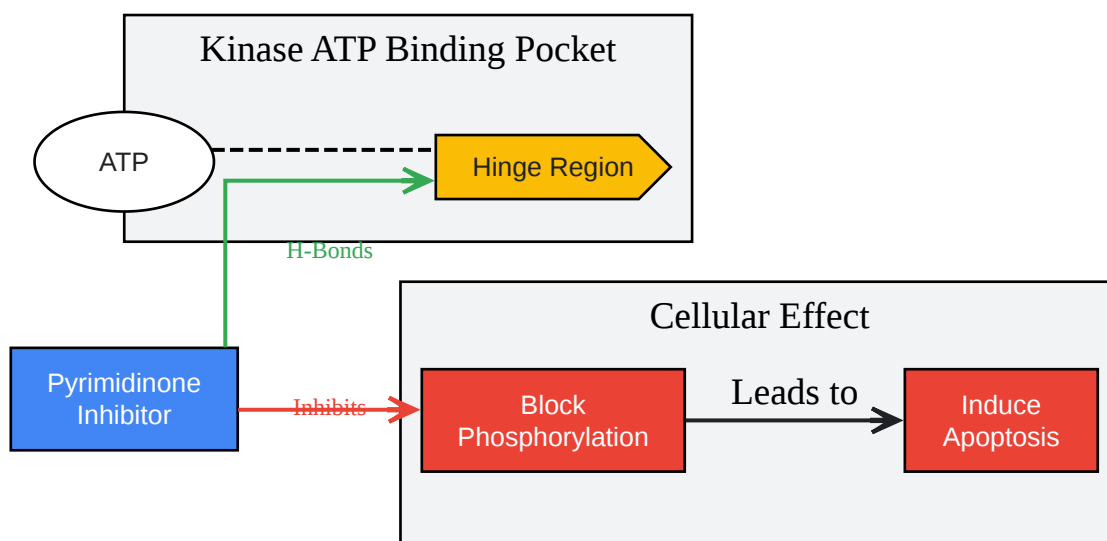 Kinase ATP Binding Pocket
ATP
Hinge Region
H-Bonds
Cellular Effect
Pyrimidinone
Inhibitor
Inhibits
Block
Phosphorylation
Leads to
Induce
Apoptosis